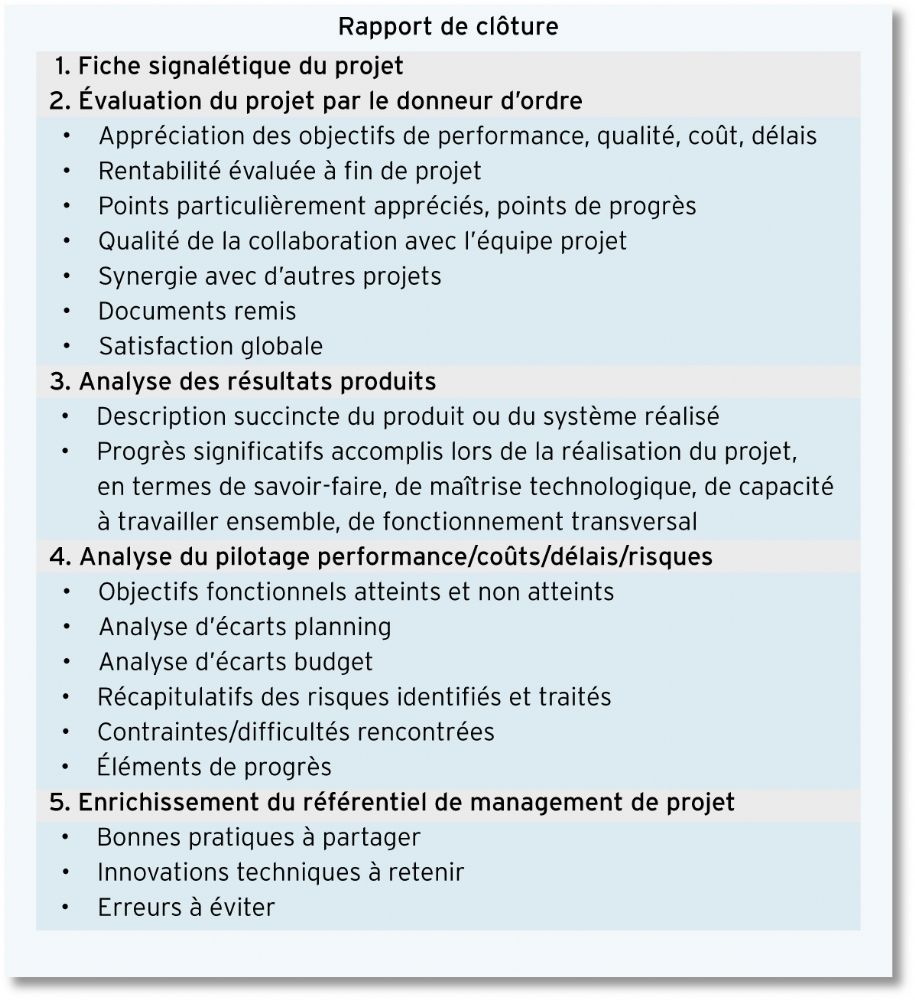 Rapport de clôture
1. Fiche signalétique du projet
2. Évaluation du projet par le donneur d’ordre
• Appréciation des objectifs de performance, qualité, coût, délais
• Rentabilité évaluée à fin de projet
• Points particulièrement appréciés, points de progrès
• Qualité de la collaboration avec l’équipe projet
• Synergie avec d’autres projets
• Documents remis
• Satisfaction globale
3. Analyse des résultats produits
• Description succincte du produit ou du système réalisé
• Progrès significatifs accomplis lors de la réalisation du projet,
en termes de savoir-faire, de maîtrise technologique, de capacité
à travailler ensemble, de fonctionnement transversal
4. Analyse du pilotage performance/coûts/délais/risques
• Objectifs fonctionnels atteints et non atteints
• Analyse d’écarts planning
• Analyse d’écarts budget
• Récapitulatifs des risques identifiés et traités
• Contraintes/difficultés rencontrées
• Éléments de progrès
5. Enrichissement du référentiel de management de projet
• Bonnes pratiques à partager
• Innovations techniques à retenir
• Erreurs à éviter